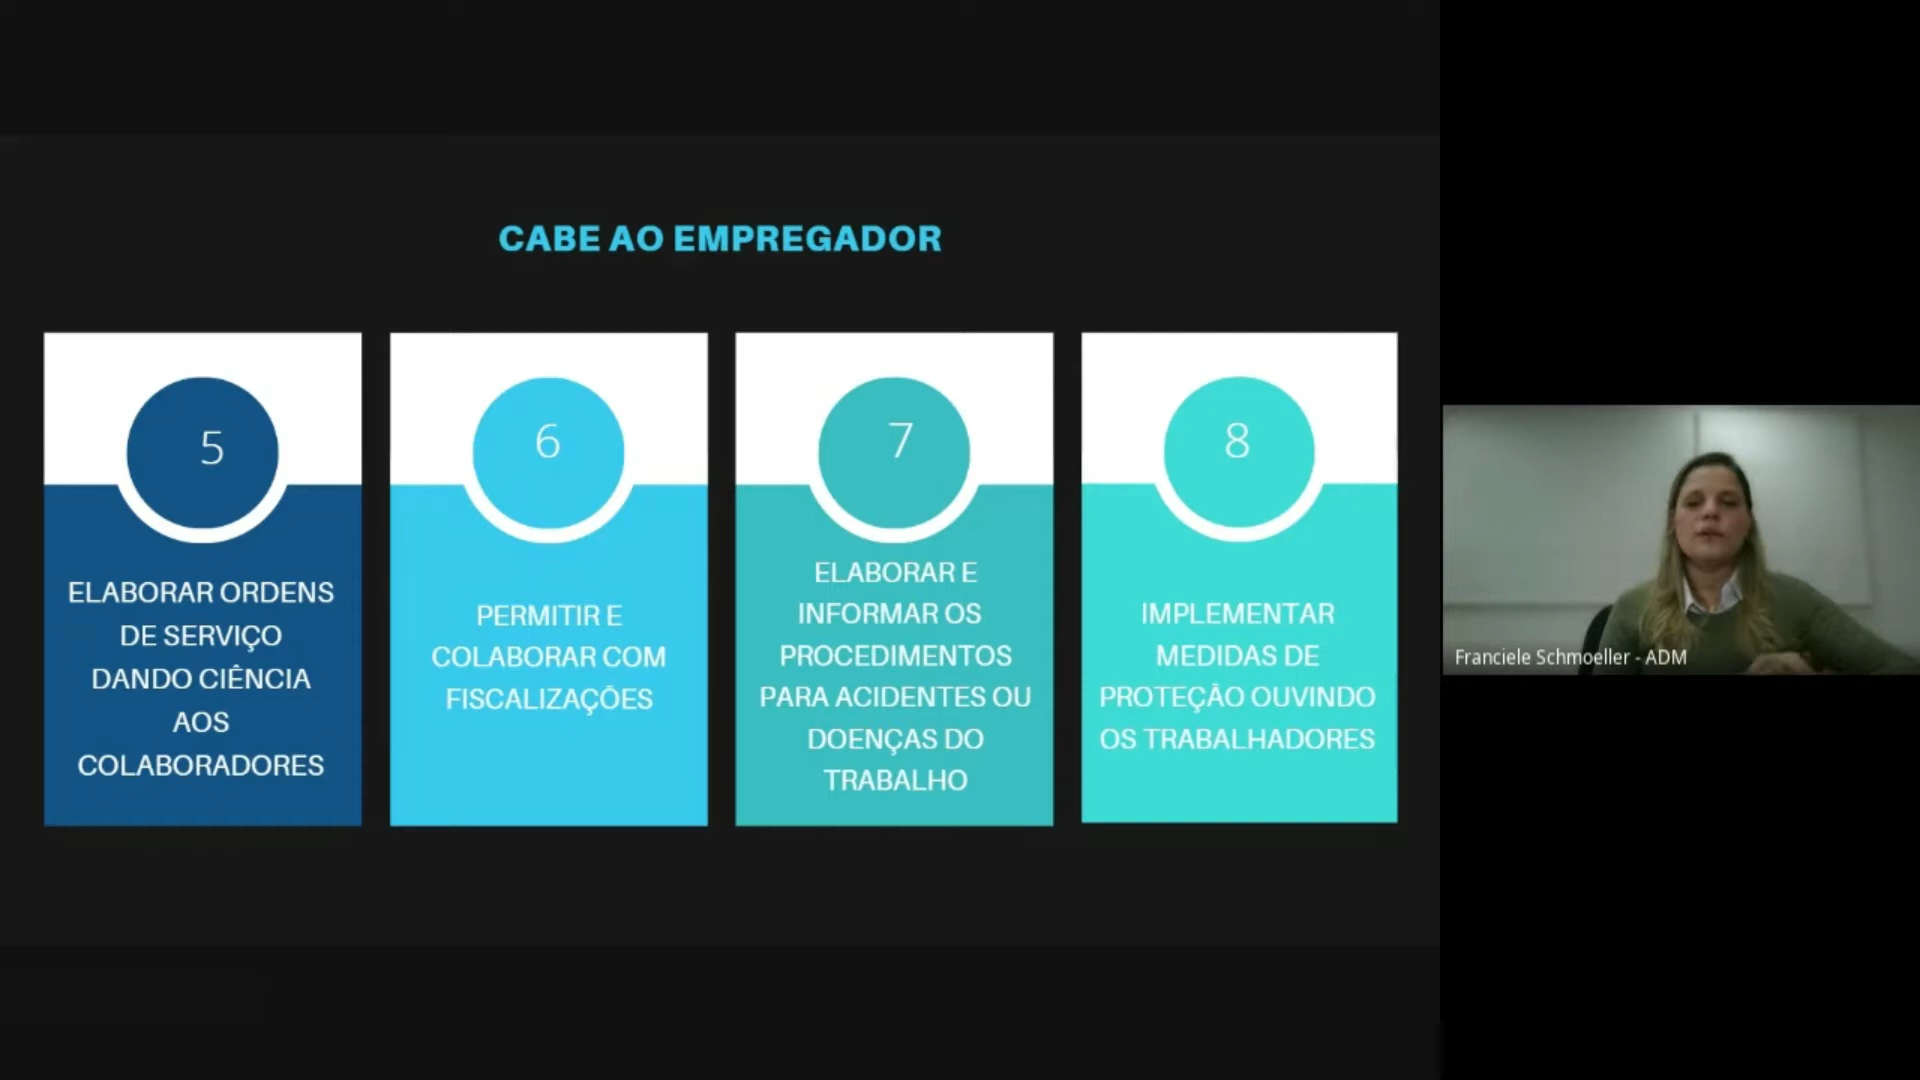 CABE AO EMPREGADOR
5
ELABORAR ORDENS
DE SERVIÇO
DANDO CIÊNCIA
AOS
COLABORADORES
6
PERMITIR E
COLABORAR COM
FISCALIZAÇÕES
7
ELABORAR E
INFORMAR OS
PROCEDIMENTOS
PARA ACIDENTES OU
DOENÇAS DO
TRABALHO
8
IMPLEMENTAR
MEDIDAS DE
PROTEÇÃO OUVINDO
OS TRABALHADORES
Franciele Schmoeller - ADM